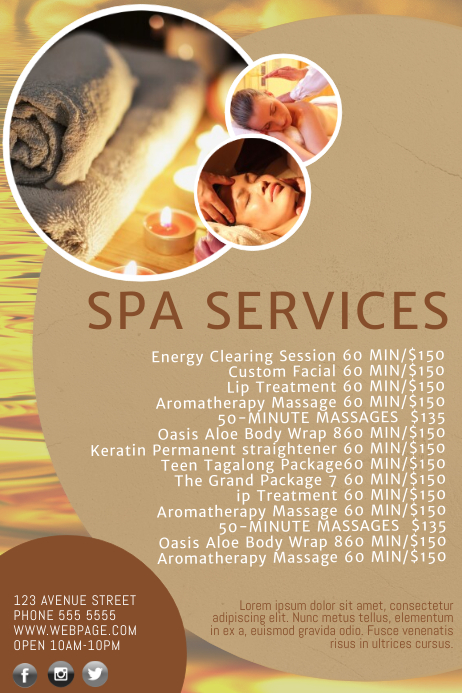 SPA SERVICES
Energy Clearing Session 60 MIN/$150
Custom Facial 60 MIN/$150
Lip Treatment 60 MIN/$150
Aromatherapy Massage 60 MIN/$150
50-MINUTE MASSAGES $135
Oasis Aloe Body Wrap 860 MIN/$150
Keratin Permanent straightener 60 MIN/$150
Teen Tagalong Package60 MIN/$150
The Grand Package 7 60 MIN/$150
ip Treatment 60 MIN/$150
Aromatherapy Massage 60 MIN/$150
50-MINUTE MASSAGES $135
Oasis Aloe Body Wrap 860 MIN/$150
Aromatherapy Massage 60 MIN/$150
123 AVENUE STREET
PHONE 555 5555
WWW.WEBPAGE.COM
OPEN 10AM-10PM
Lorem ipsum dolor sit amet, consectetur
adipiscing elit. Nunc metus tellus, elementum
in ex a, euismod gravida odio. Fusce venenatis
risus in ultrices cursus.